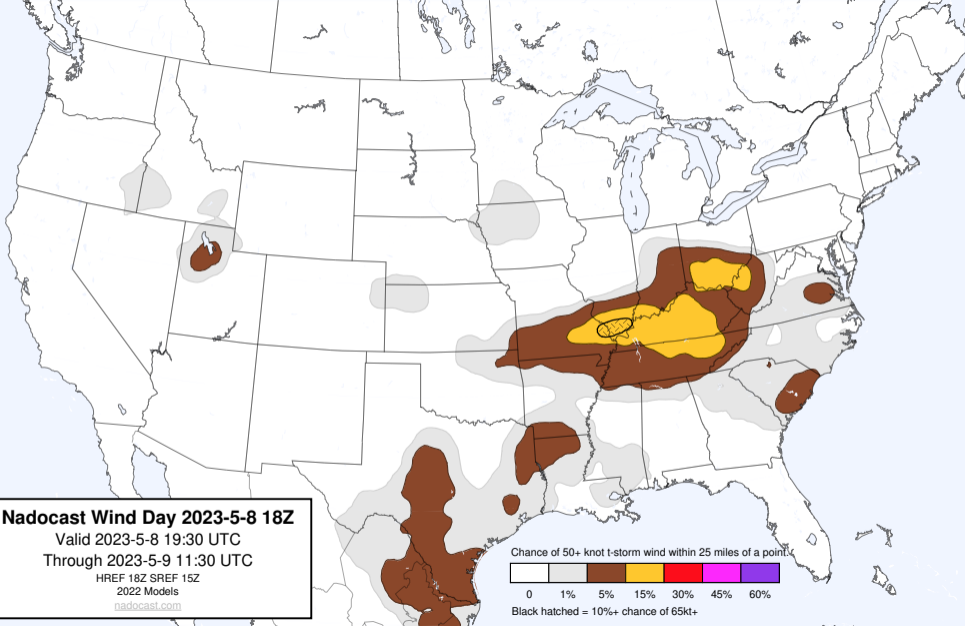 Nadocast Wind Day 2023-5-8 18Z
Valid 2023-5-8 19:30 UTC
Through 2023-5-9 11:30 UTC
HREF 18Z SREF 15Z
2022 Models
nadocast.com
Chance of 50+ knot t-storm wind within 25 miles of a point.
0 1% 5% 15% 30% 45% 60%
Black hatched = 10%+ chance of 65kt+